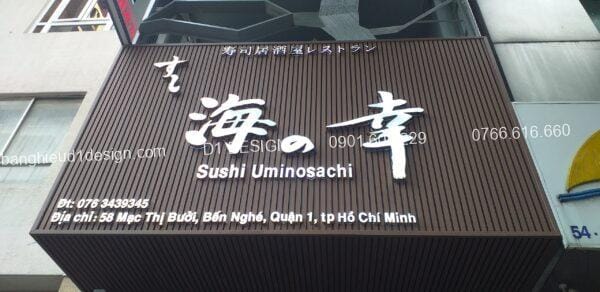 寿司居酒屋レストラン
すし
海の幸
Sushi Uminosachi
Đt: 076 3439345
Địa chỉ: 58 Mạc Thị Bưởi, Bến Nghé, Quận 1, tp Hồ Chí Minh
banghieud1design.com
0766.616.660
54 -